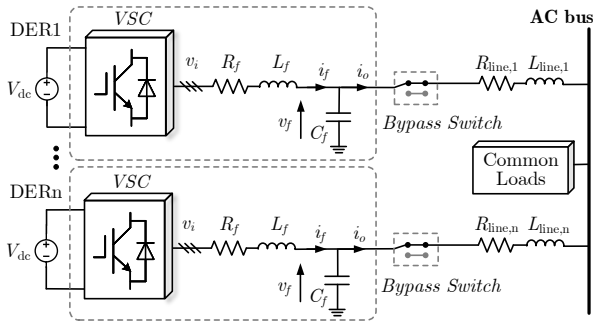 VSC
AC bus
DER1
V_dc
v_i
R_f
L_f
i_f
i_o
R_line,1
L_line,1
v_f
C_f
Bypass Switch
Common
Loads
DERn
VSC
V_dc
v_i
R_f
L_f
i_f
i_o
R_line,n
L_line,n
v_f
C_f
Bypass Switch